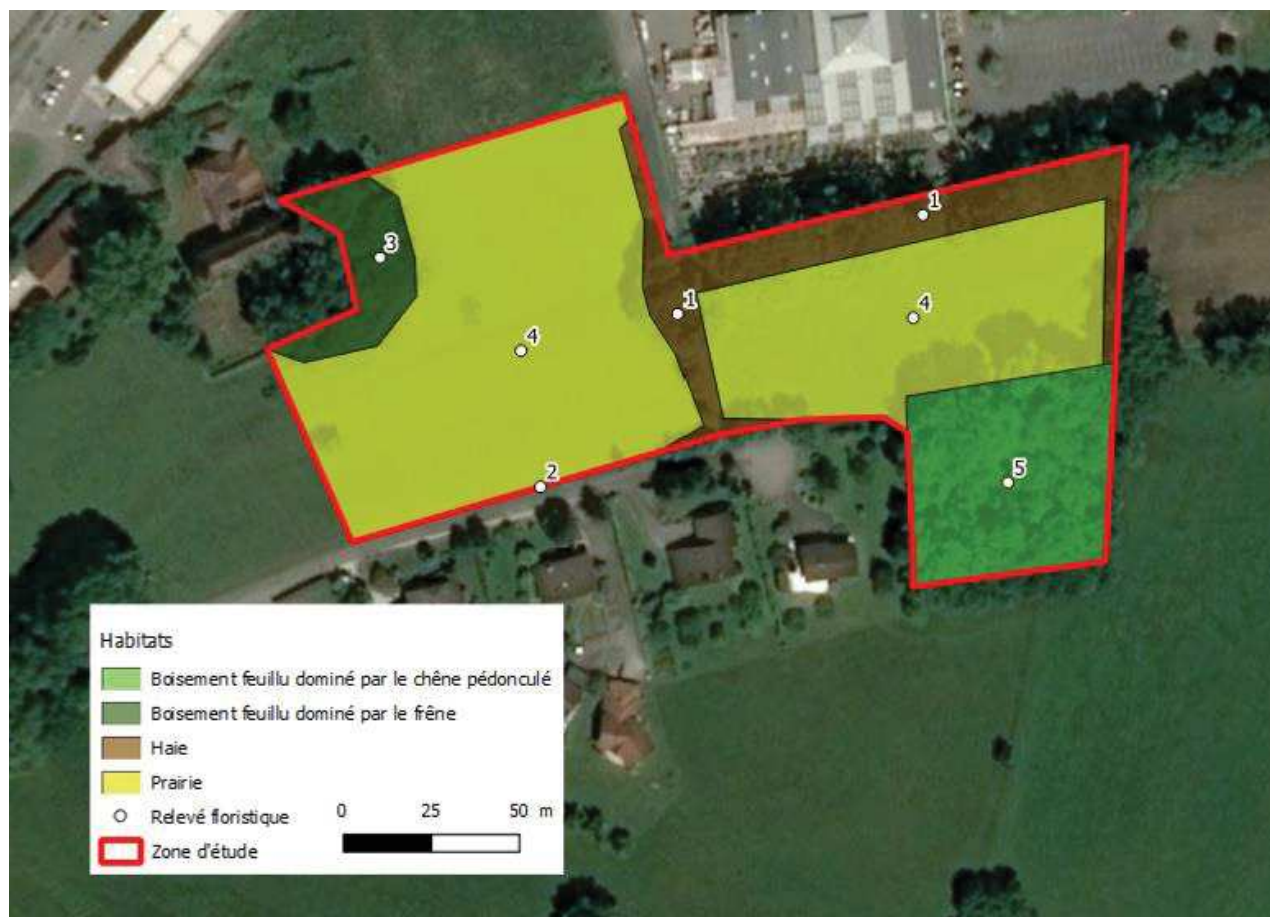 1
3
1
4
4
2
5
Habitats
Boisement feuillu dominé par le chêne pédonculé
Boisement feuillu dominé par le frêne
Haie
Prairie
Relevé floristique
0 25 50 m
Zone d'étude